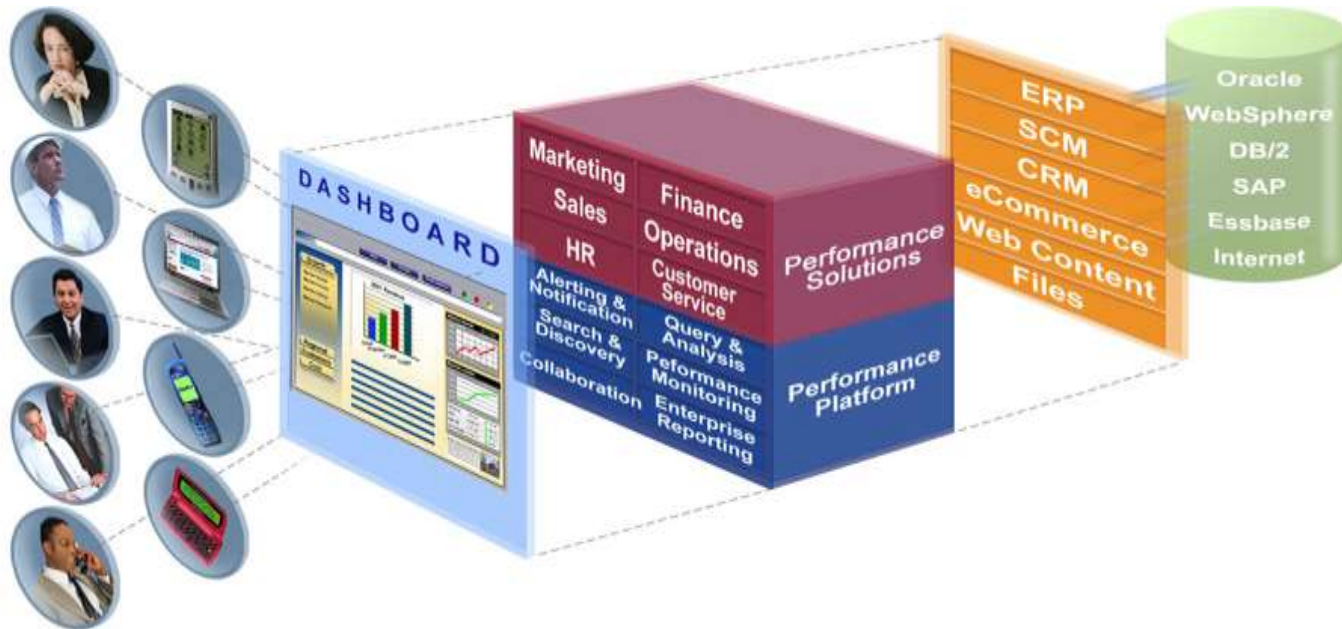 DASHBOARD
Marketing
Sales
HR
Finance
Operations
Customer
Service
Alerting &
Notification
Search &
Discovery
Collaboration
Query &
Analysis
Peformance
Monitoring
Enterprise
Reporting
Performance
Solutions
Performance
Platform
ERP
SCM
CRM
eCommerce
Web Content
Files
Oracle
WebSphere
DB/2
SAP
Essbase
Internet